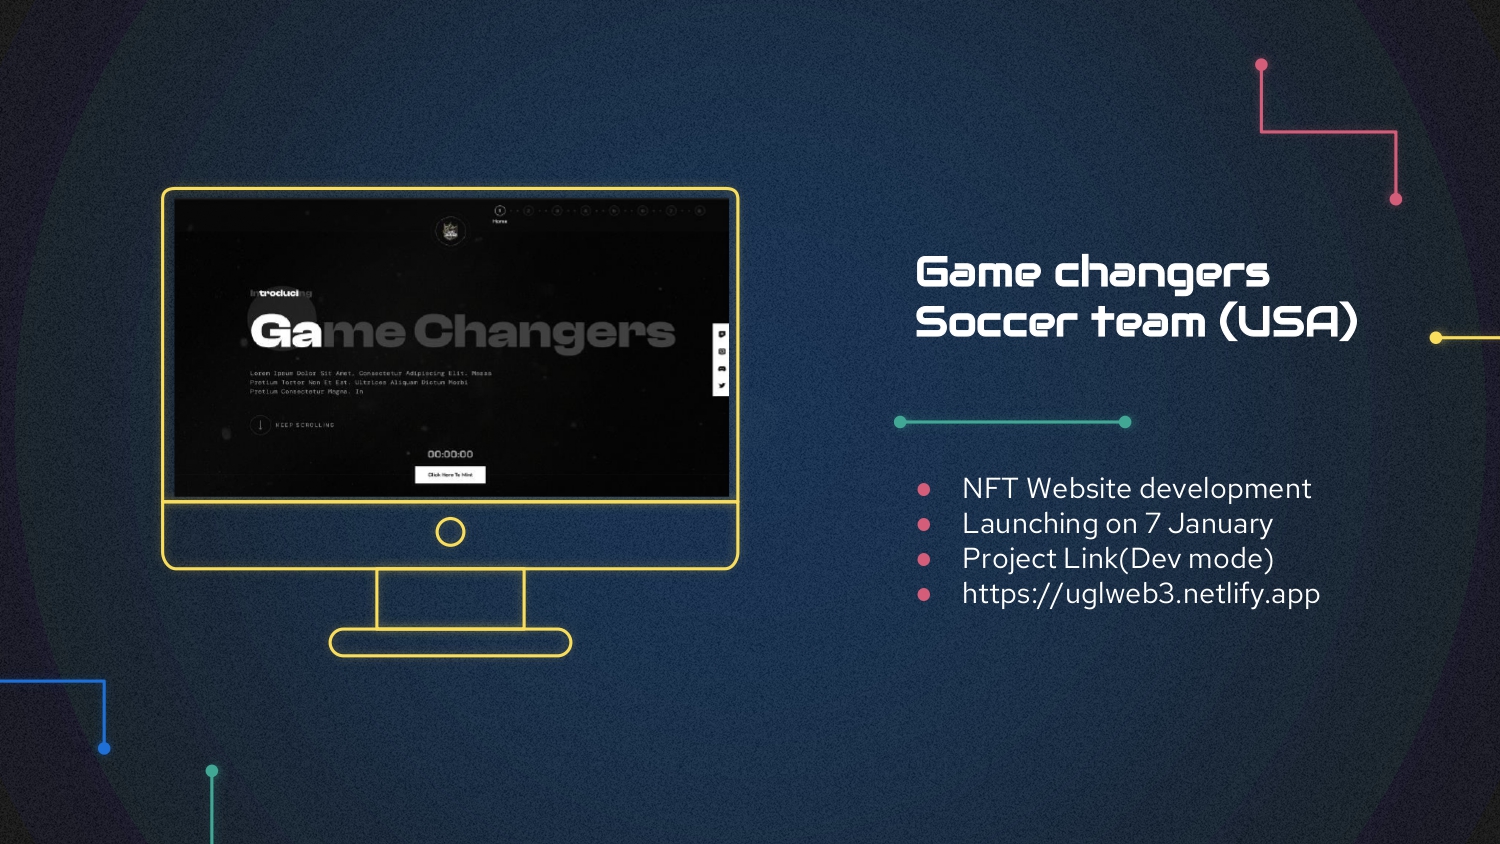 Home
Introducing
Game Changers
Lorem Ipsum Dolor Sit Amet, Consectetur Adipiscing Elit. Massa
Pretium Tortor Non Et Est. Ultrices Aliquam Dictum Morbi
Pretium Consectetur Magna. In
KEEP SCROLLING
00:00:00
Click Here To Mint
Game changers
Soccer team (USA)
NFT Website development
Launching on 7 January
Project Link(Dev mode)
https://uglweb3.netlify.app